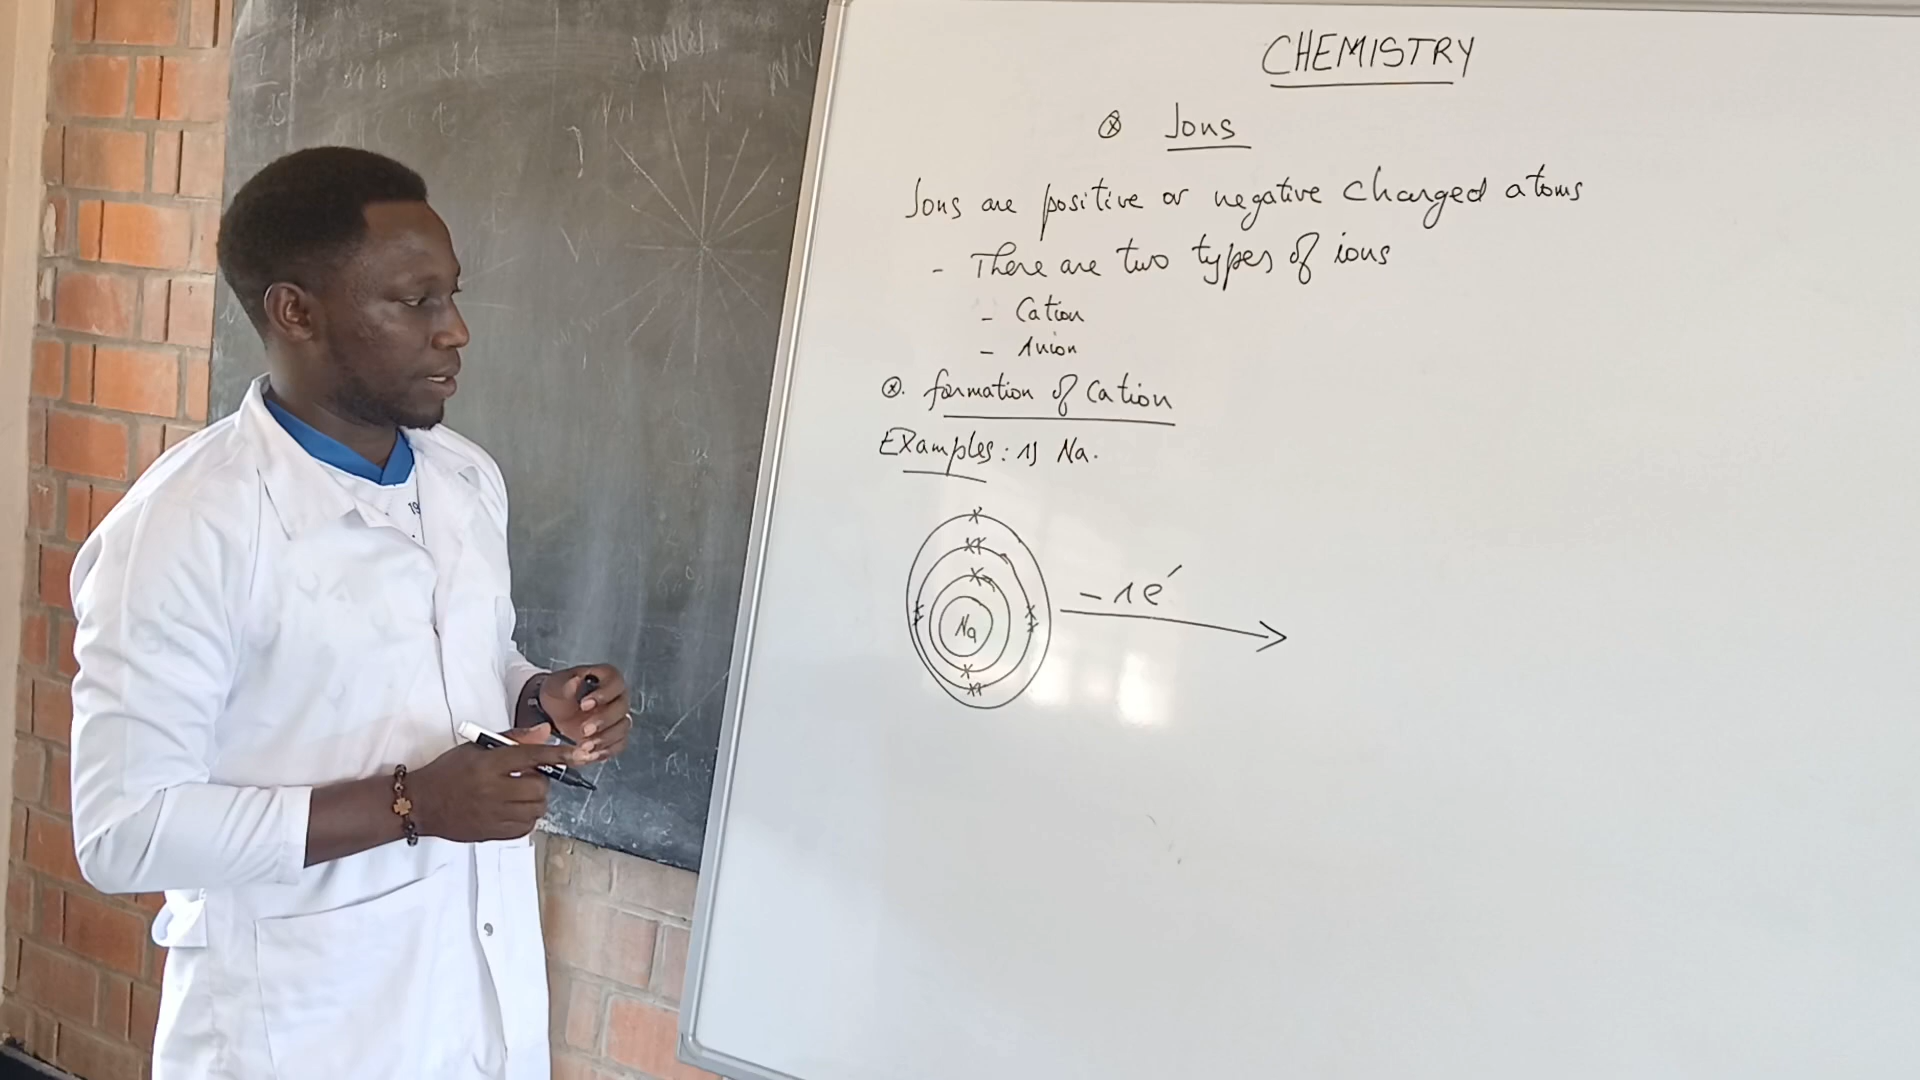 CHEMISTRY
⊗ Ions
Ions are positive or negative charged atoms
- There are two types of ions
- Cation
- Anion
⊗. formation of Cation
Examples: 1) Na.
- 1e⁻
Na
19
N